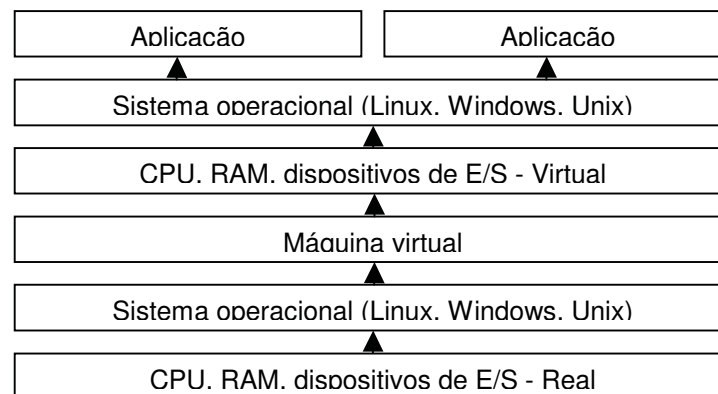 Aplicação Aplicação
Sistema operacional (Linux, Windows, Unix)
CPU, RAM, dispositivos de E/S - Virtual
Máquina virtual
Sistema operacional (Linux, Windows, Unix)
CPU, RAM, dispositivos de E/S - Real